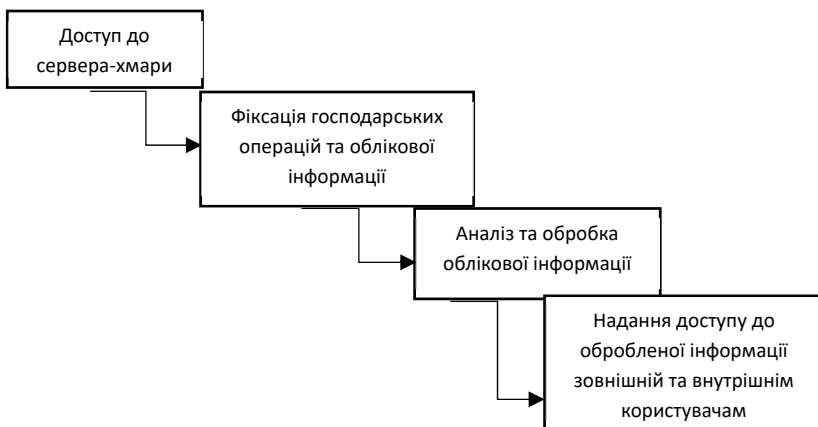 Доступ до
сервера-хмари
Фіксація господарських
операцій та облікової
інформації
Аналіз та обробка
облікової інформації
Надання доступу до
обробленої інформації
зовнішній та внутрішнім
користувачам